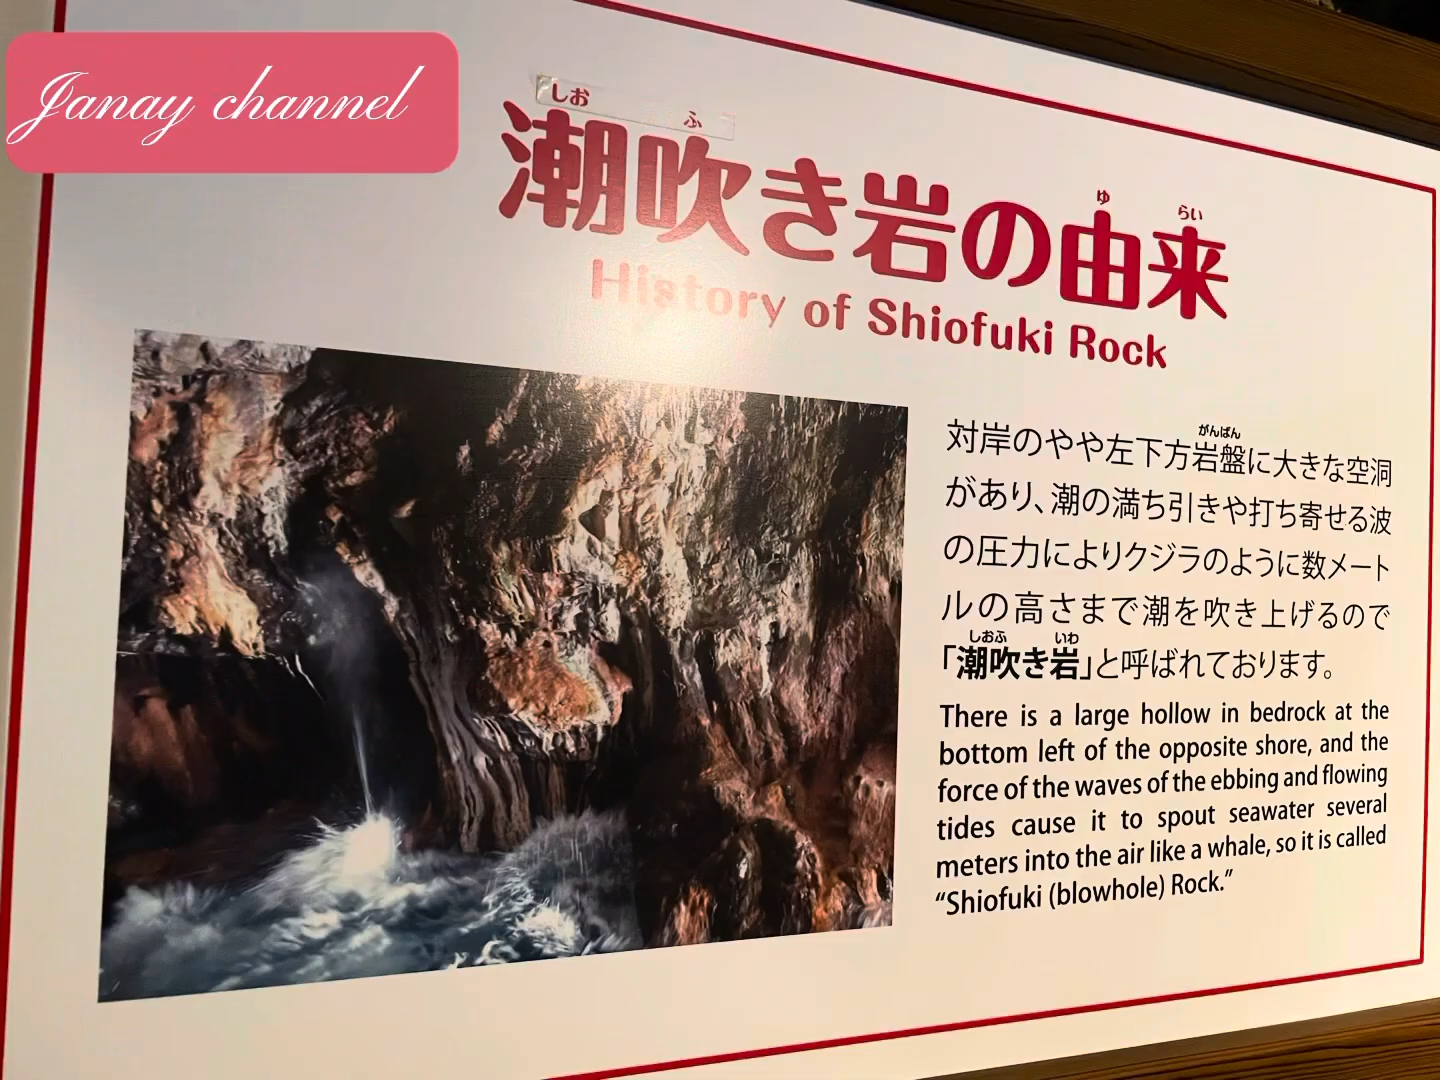 Janay channel
しお
ふ
潮吹き岩の由来
ゆ
らい
History of Shiofuki Rock
対岸のやや左下方岩盤に大きな空洞
がんばん
があり、潮の満ち引きや打ち寄せる波
の圧力によりクジラのように数メート
ルの高さまで潮を吹き上げるので
しおふ
いわ
「潮吹き岩」と呼ばれております。
There is a large hollow in bedrock at the
bottom left of the opposite shore, and the
force of the waves of the ebbing and flowing
tides cause it to spout seawater several
meters into the air like a whale, so it is called
“Shiofuki (blowhole) Rock.”